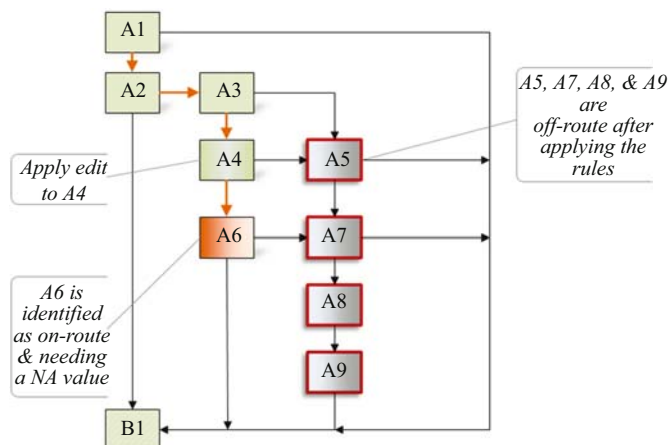 A1
A2
A3
A5, A7, A8, & A9
are
off-route after
applying the
rules
Apply edit
to A4
A4
A5
A6
A7
A6 is
identified
as on-route
& needing
a NA value
A8
A9
B1